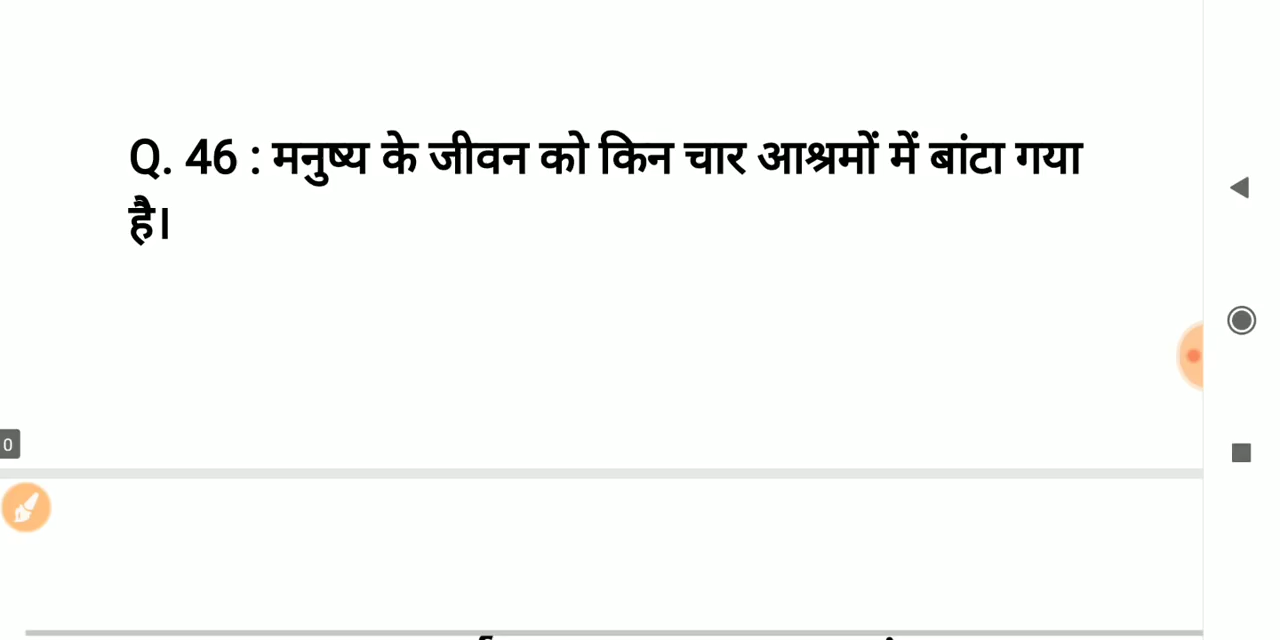 Q. 46 : मनुष्य के जीवन को किन चार आश्रमों में बांटा गया
है।
0